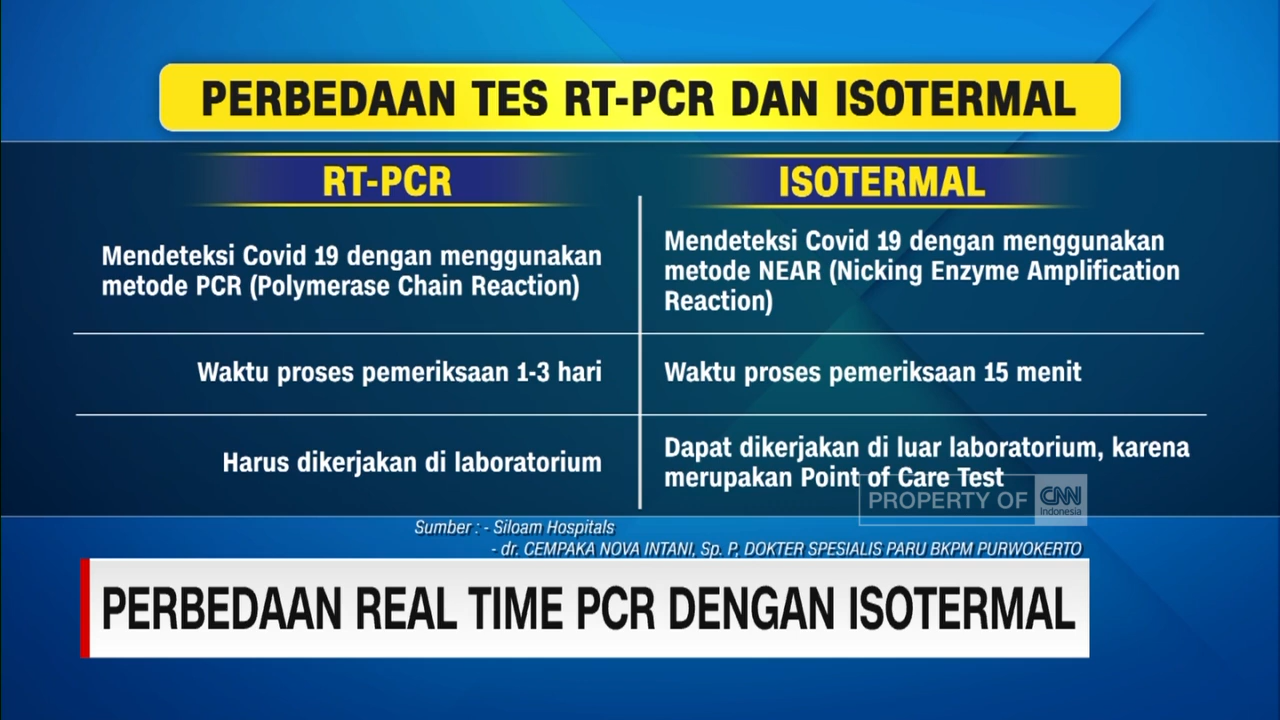 PERBEDAAN TES RT-PCR DAN ISOTERMAL
RT-PCR
Mendeteksi Covid 19 dengan menggunakan
metode PCR (Polymerase Chain Reaction)
Waktu proses pemeriksaan 1-3 hari
Harus dikerjakan di laboratorium
ISOTERMAL
Mendeteksi Covid 19 dengan menggunakan
metode NEAR (Nicking Enzyme Amplification
Reaction)
Waktu proses pemeriksaan 15 menit
Dapat dikerjakan di luar laboratorium, karena
merupakan Point of Care Test
PROPERTY OF CNN Indonesia
Sumber : - Siloam Hospitals
- dr. CEMPAKA NOVA INTANI, Sp. P, DOKTER SPESIALIS PARU BKPM PURWOKERTO
PERBEDAAN REAL TIME PCR DENGAN ISOTERMAL